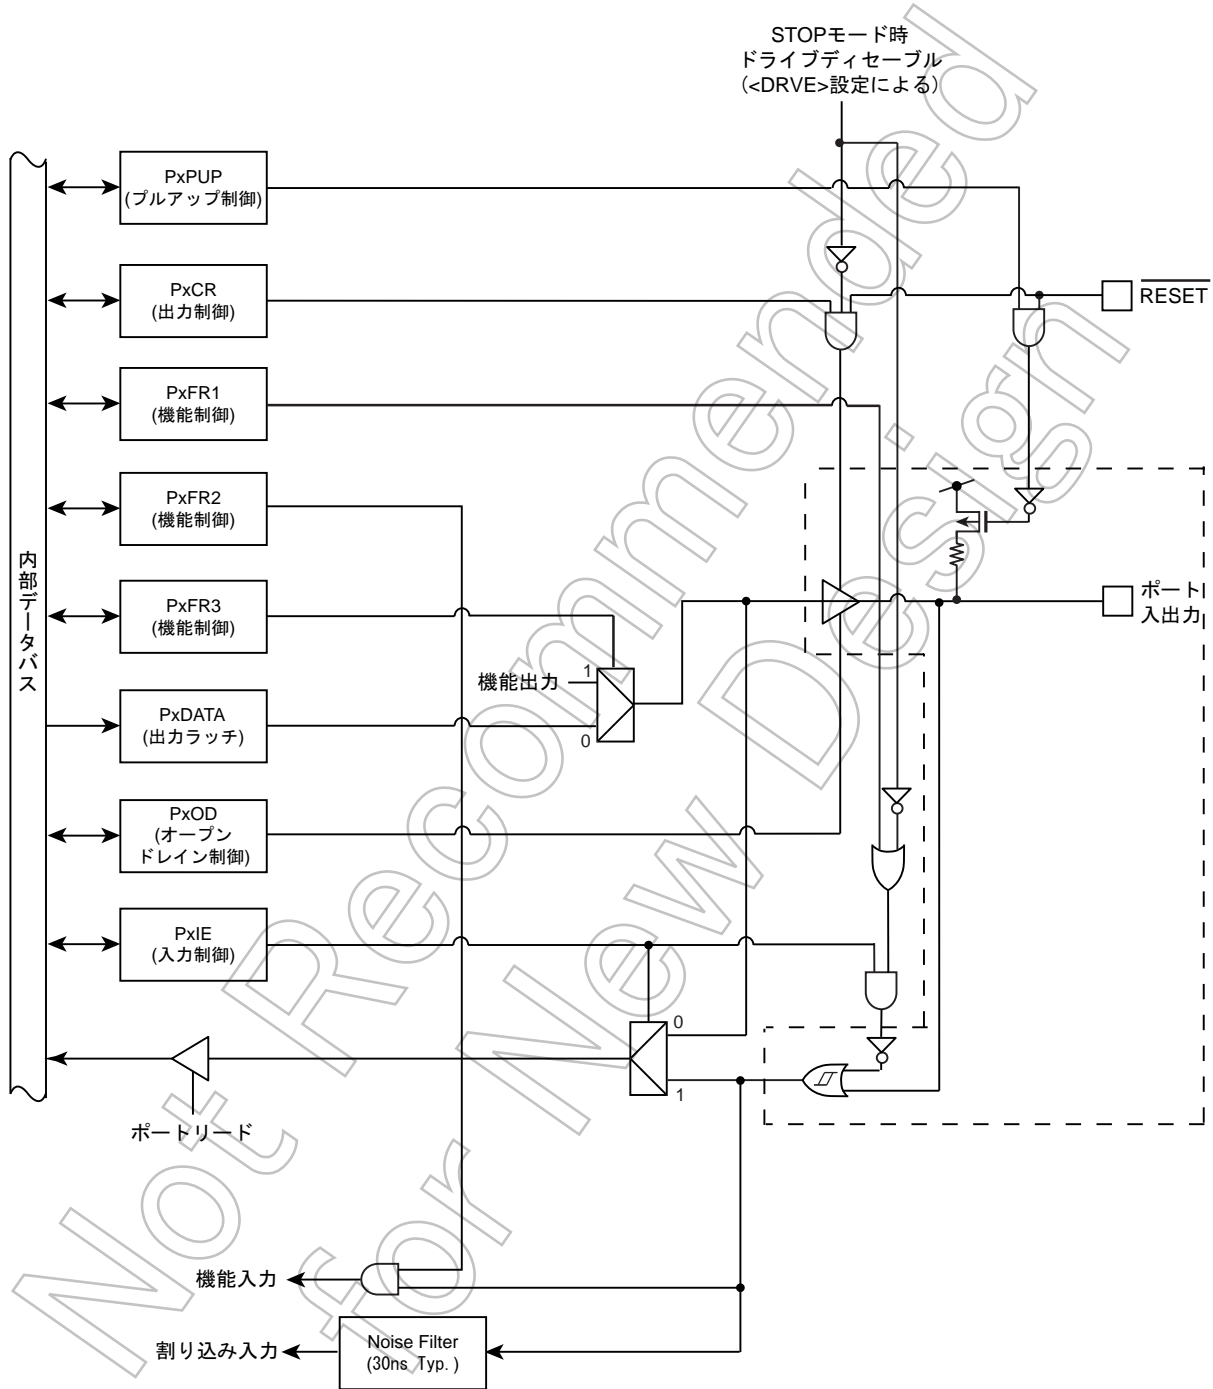 STOPモード時
ドライブディセーブル
(<DRVE>設定による)
PxPUP
(プルアップ制御)
PxCR
(出力制御)
RESET
PxFR1
(機能制御)
PxFR2
(機能制御)
内部データバス
PxFR3
(機能制御)
ポート
入出力
機能出力
1
0
PxDATA
(出力ラッチ)
PxOD
(オープン
ドレイン制御)
PxIE
(入力制御)
0
1
ポートリード
機能入力
割り込み入力
Noise Filter
(30ns Typ.)
Not Recommended
for New Design